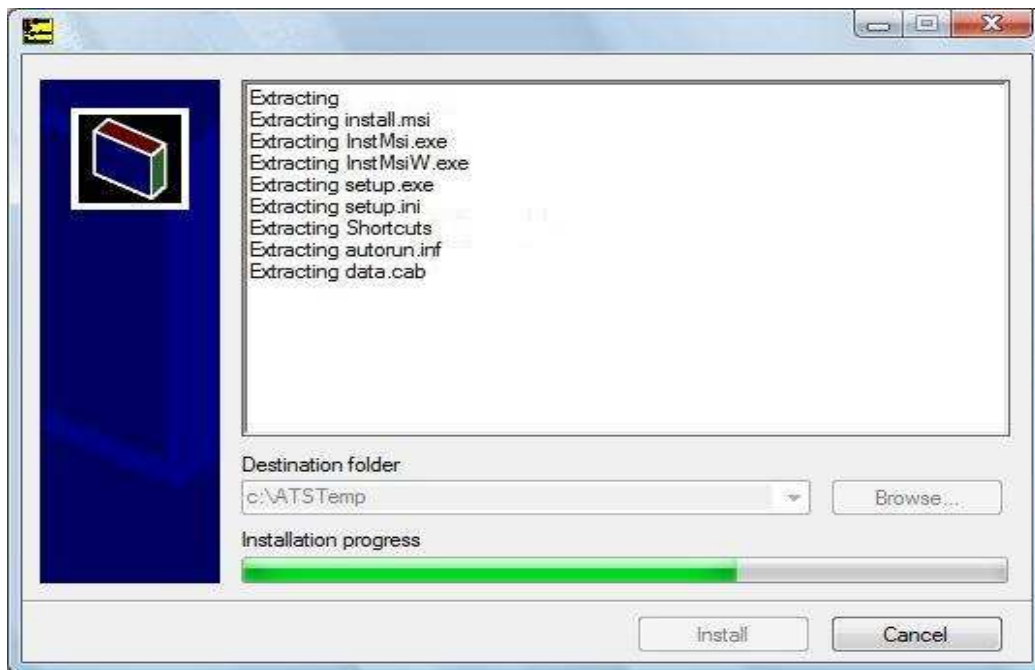 Extracting
Extracting install.msi
Extracting InstMsi.exe
Extracting InstMsiW.exe
Extracting setup.exe
Extracting setup.ini
Extracting Shortcuts
Extracting autorun.inf
Extracting data.cab
Destination folder
c:\ATSTemp
Browse...
Installation progress
Install
Cancel